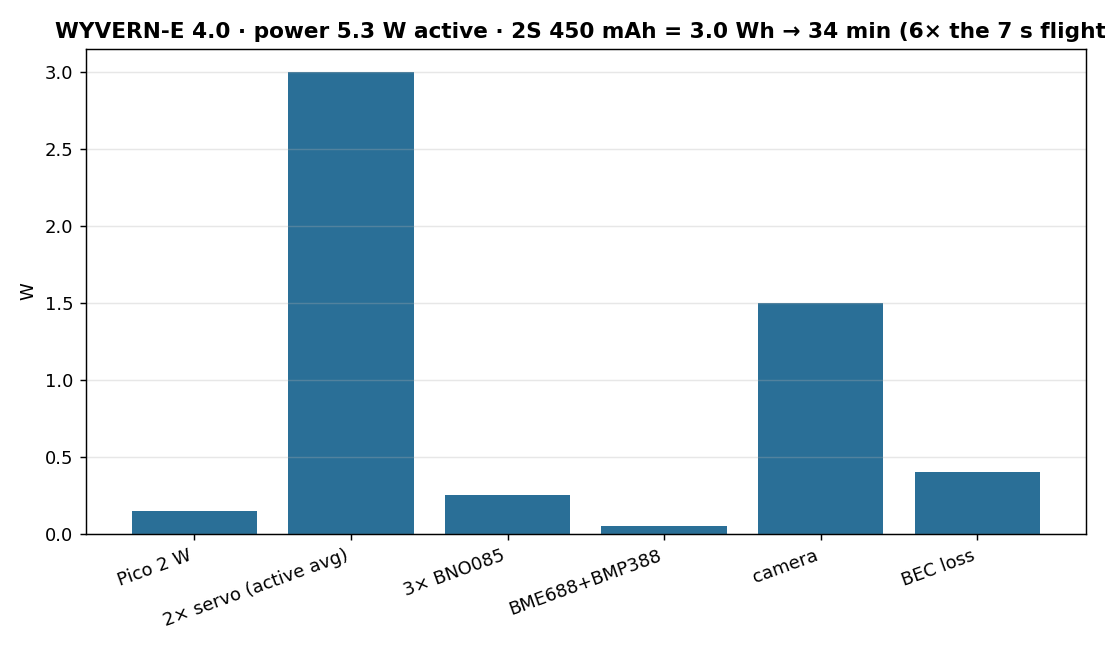 WYVERN-E 4.0 · power 5.3 W active · 2S 450 mAh = 3.0 Wh → 34 min (6× the 7 s flight
3.0
2.5
2.0
1.5
1.0
0.5
0.0
W
Pico 2 W
2× servo (active avg)
3× BNO085
BME688+BMP388
camera
BEC loss